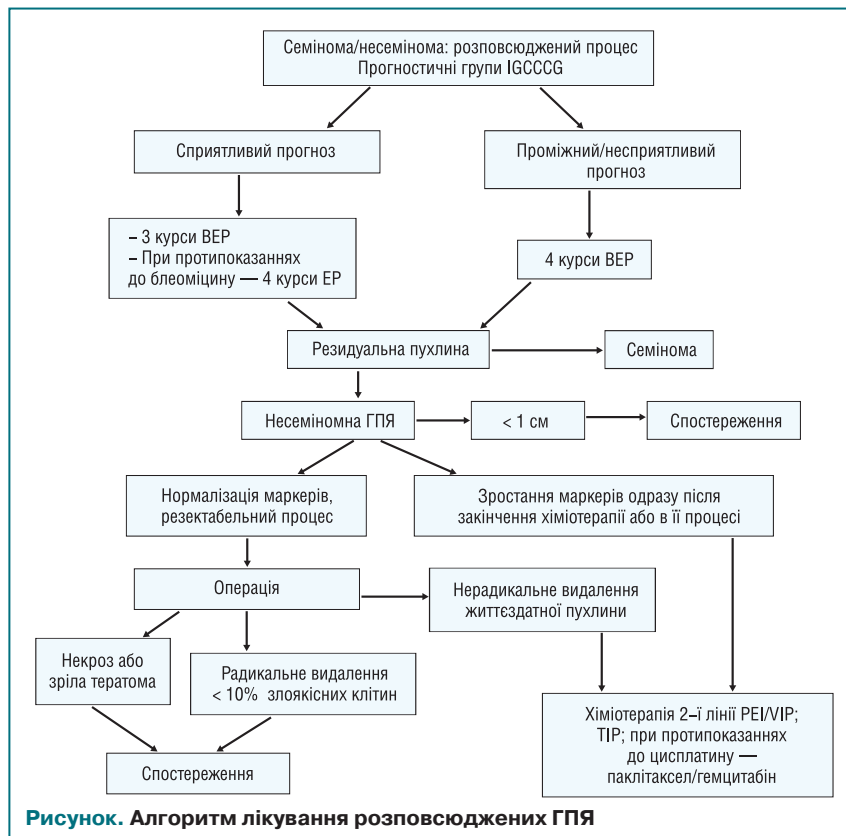 Семінома/несемінома: розповсюджений процес
Прогностичні групи IGCCCG
Сприятливий прогноз
Проміжний/несприятливий
прогноз
– 3 курси ВЕР
– При протипоказаннях
до блеоміцину — 4 курси ЕР
4 курси ВЕР
Резидуальна пухлина
Семінома
Несеміномна ГПЯ
< 1 см
Спостереження
Нормалізація маркерів,
резектабельний процес
Зростання маркерів одразу після
закінчення хіміотерапії або в її процесі
Операція
Нерадикальне видалення
життєздатної пухлини
Некроз або
зріла тератома
Радикальне видалення
< 10% злоякісних клітин
Хіміотерапія 2–ї лінії PEI/VIP;
TIP; при протипоказаннях
до цисплатину —
паклітаксел/гемцитабін
Спостереження
Рисунок. Алгоритм лікування розповсюджених ГПЯ